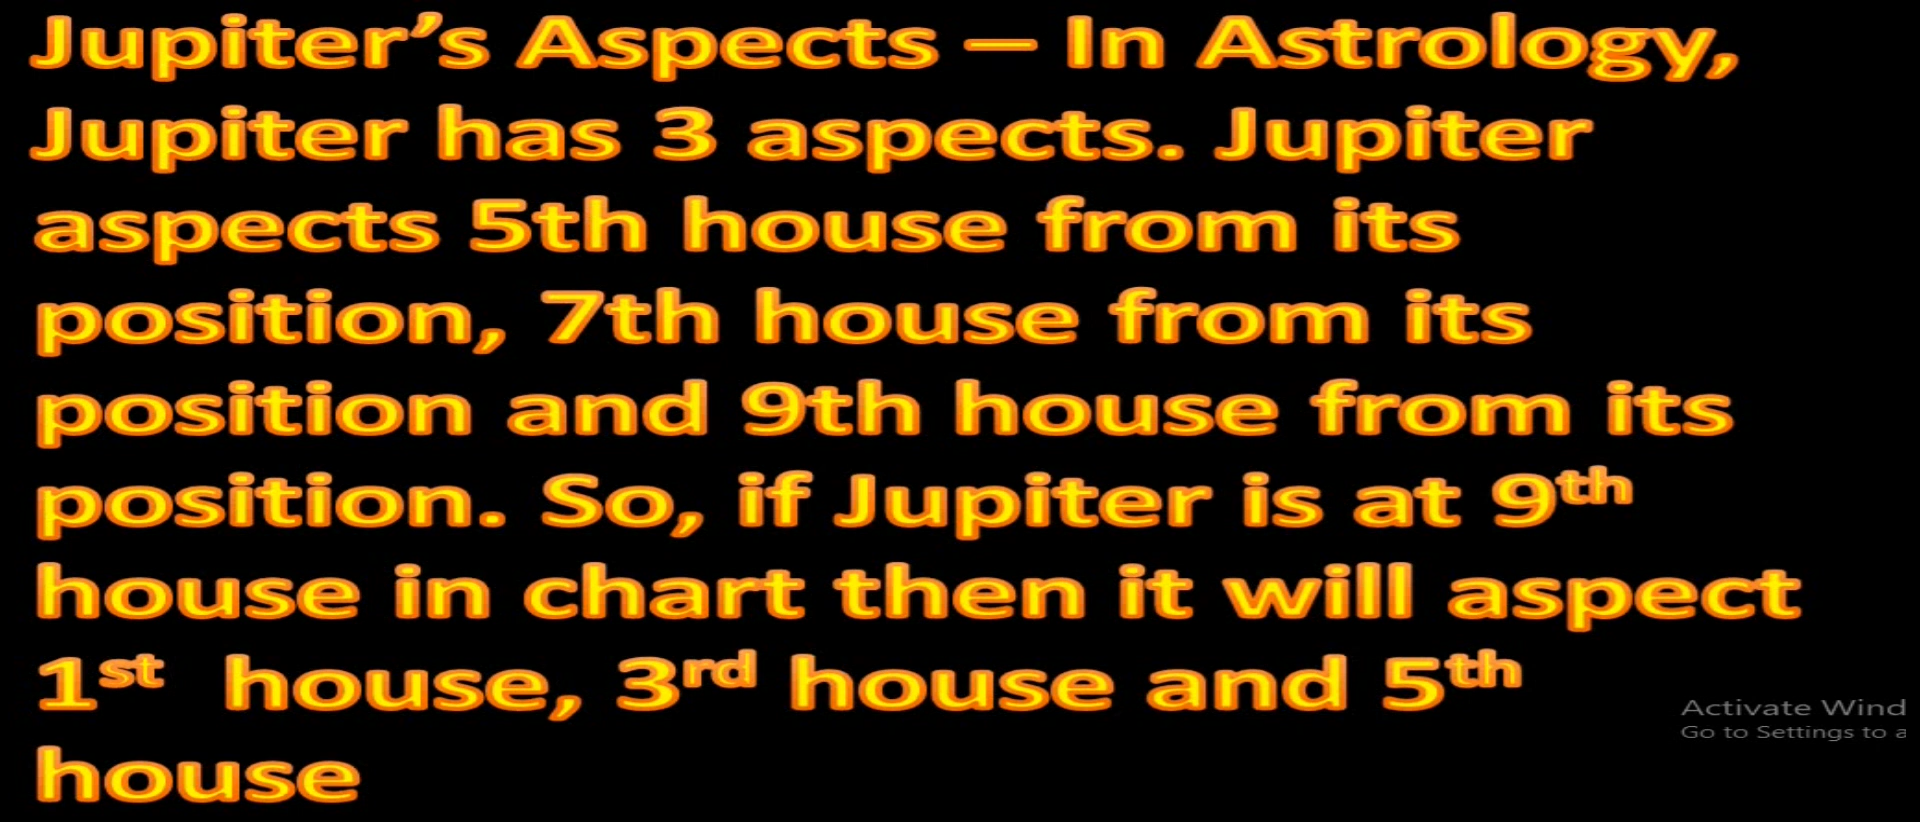 Jupiter’s Aspects – In Astrology,
Jupiter has 3 aspects. Jupiter
aspects 5th house from its
position, 7th house from its
position and 9th house from its
position. So, if Jupiter is at 9th
house in chart then it will aspect
1st house, 3rd house and 5th
house
Activate Wind
Go to Settings to a